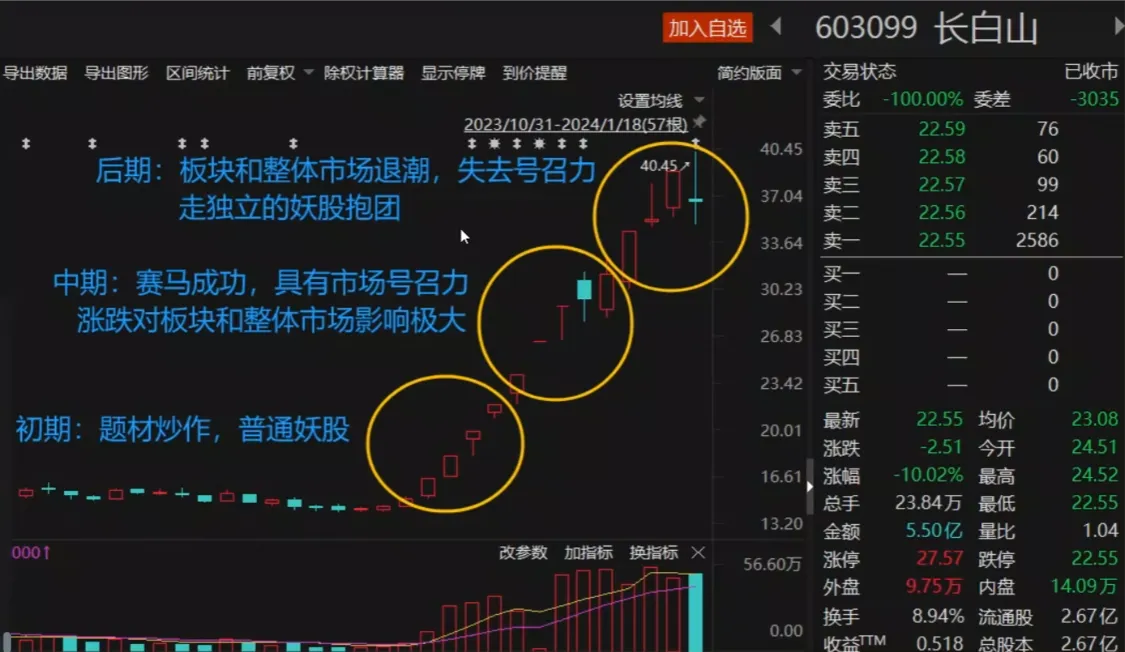 加入自选
603099 长白山
导出数据 导出图形 区间统计 前复权 除权计算器 显示停牌 到价提醒 简约版面
设置均线
2023/10/31-2024/1/18(57根)
后期：板块和整体市场退潮，失去号召力
走独立的妖股抱团
中期：赛马成功，具有市场号召力
涨跌对板块和整体市场影响极大
初期：题材炒作，普通妖股
40.45
40.45
37.04
33.64
30.23
26.83
23.42
20.01
16.61
13.20
000↑
改参数 加指标 换指标
56.60万
0.00
交易状态 已收市
委比 -100.00% 委差 -3035
卖五 22.59 76
卖四 22.58 60
卖三 22.57 99
卖二 22.56 214
卖一 22.55 2586
买一 — 0
买二 — 0
买三 — 0
买四 — 0
买五 — 0
最新 22.55 均价 23.08
涨跌 -2.51 今开 24.51
涨幅 -10.02% 最高 24.52
总手 23.84万 最低 22.55
金额 5.50亿 量比 1.04
涨停 27.57 跌停 22.55
外盘 9.75万 内盘 14.09万
换手 8.94% 流通股 2.67亿
收益TTM 0.518 总股本 2.67亿